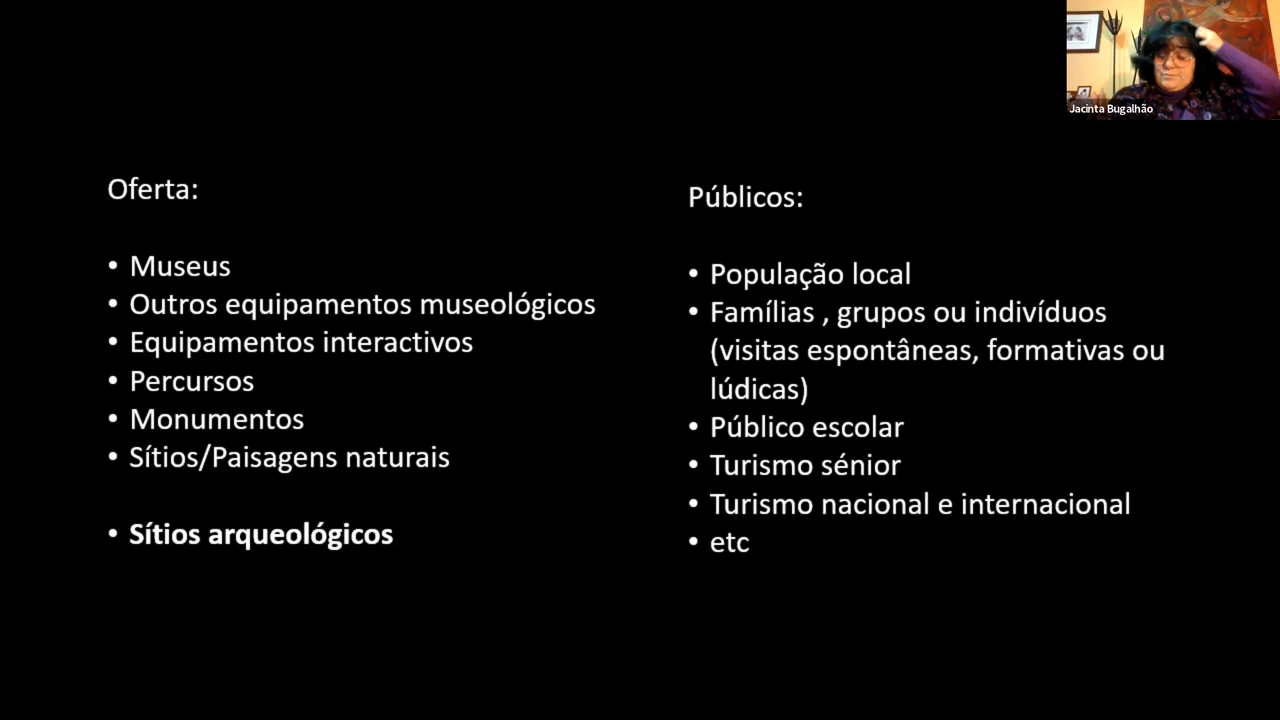 Jacinta Bugalhão
Oferta:
• Museus
• Outros equipamentos museológicos
• Equipamentos interactivos
• Percursos
• Monumentos
• Sítios/Paisagens naturais
• Sítios arqueológicos
Públicos:
• População local
• Famílias , grupos ou indivíduos
(visitas espontâneas, formativas ou
lúdicas)
• Público escolar
• Turismo sénior
• Turismo nacional e internacional
• etc